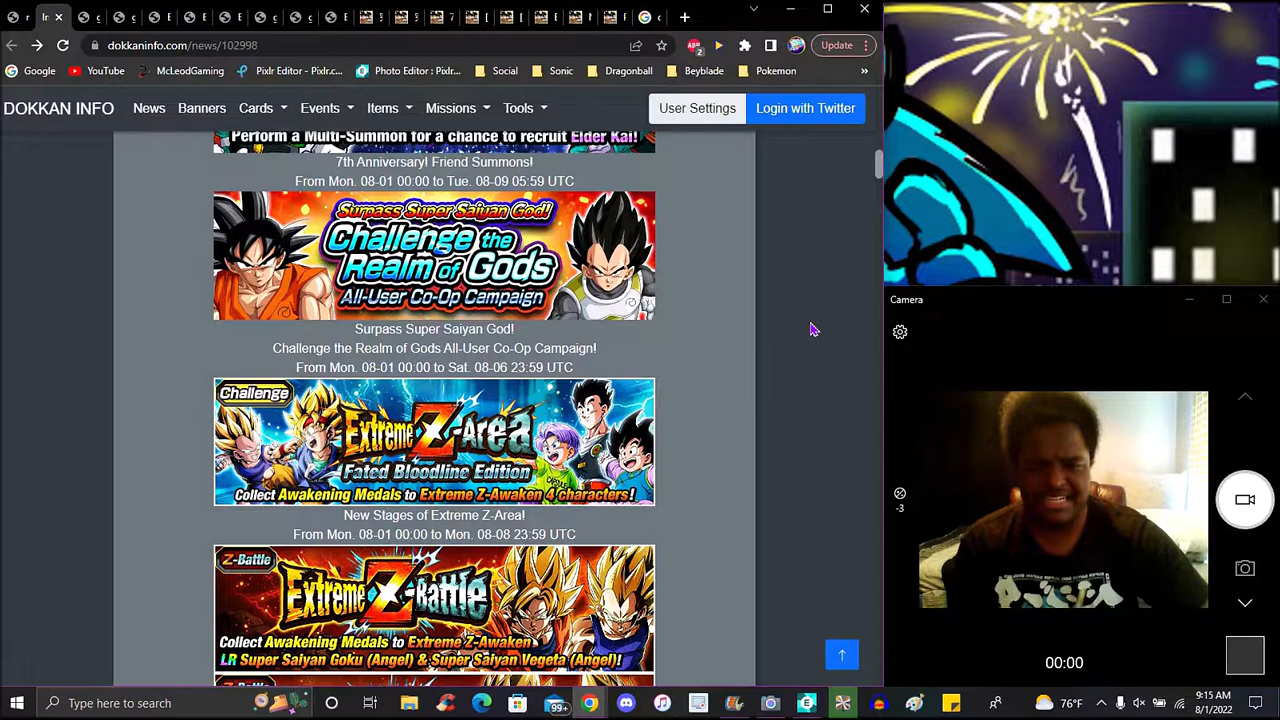 dokkaninfo.com/news/102998
2
Update
Google
YouTube
McLeodGaming
Pixlr Editor - Pixlr.c...
Photo Editor : Pixlr...
Social
Sonic
Dragonball
Beyblade
Pokemon
»
DOKKAN INFO
News
Banners
Cards
Events
Items
Missions
Tools
User Settings
Login with Twitter
Perform a Multi-Summon for a chance to recruit Elder Kai!
7th Anniversary! Friend Summons!
From Mon. 08-01 00:00 to Tue. 08-09 05:59 UTC
Surpass Super Saiyan God!
Challenge the
Realm of Gods
All-User Co-Op Campaign
Surpass Super Saiyan God!
Challenge the Realm of Gods All-User Co-Op Campaign!
From Mon. 08-01 00:00 to Sat. 08-06 23:59 UTC
Challenge
Extreme Z-Area
Fated Bloodline Edition
Collect Awakening Medals to Extreme Z-Awaken 4 characters!
New Stages of Extreme Z-Area!
From Mon. 08-01 00:00 to Mon. 08-08 23:59 UTC
Z-Battle
Extreme Z-Battle
Collect Awakening Medals to Extreme Z-Awaken
LR Super Saiyan Goku (Angel) & Super Saiyan Vegeta (Angel)!
Camera
-3
00:00
Type here to search
99+
76°F
9:15 AM
8/1/2022